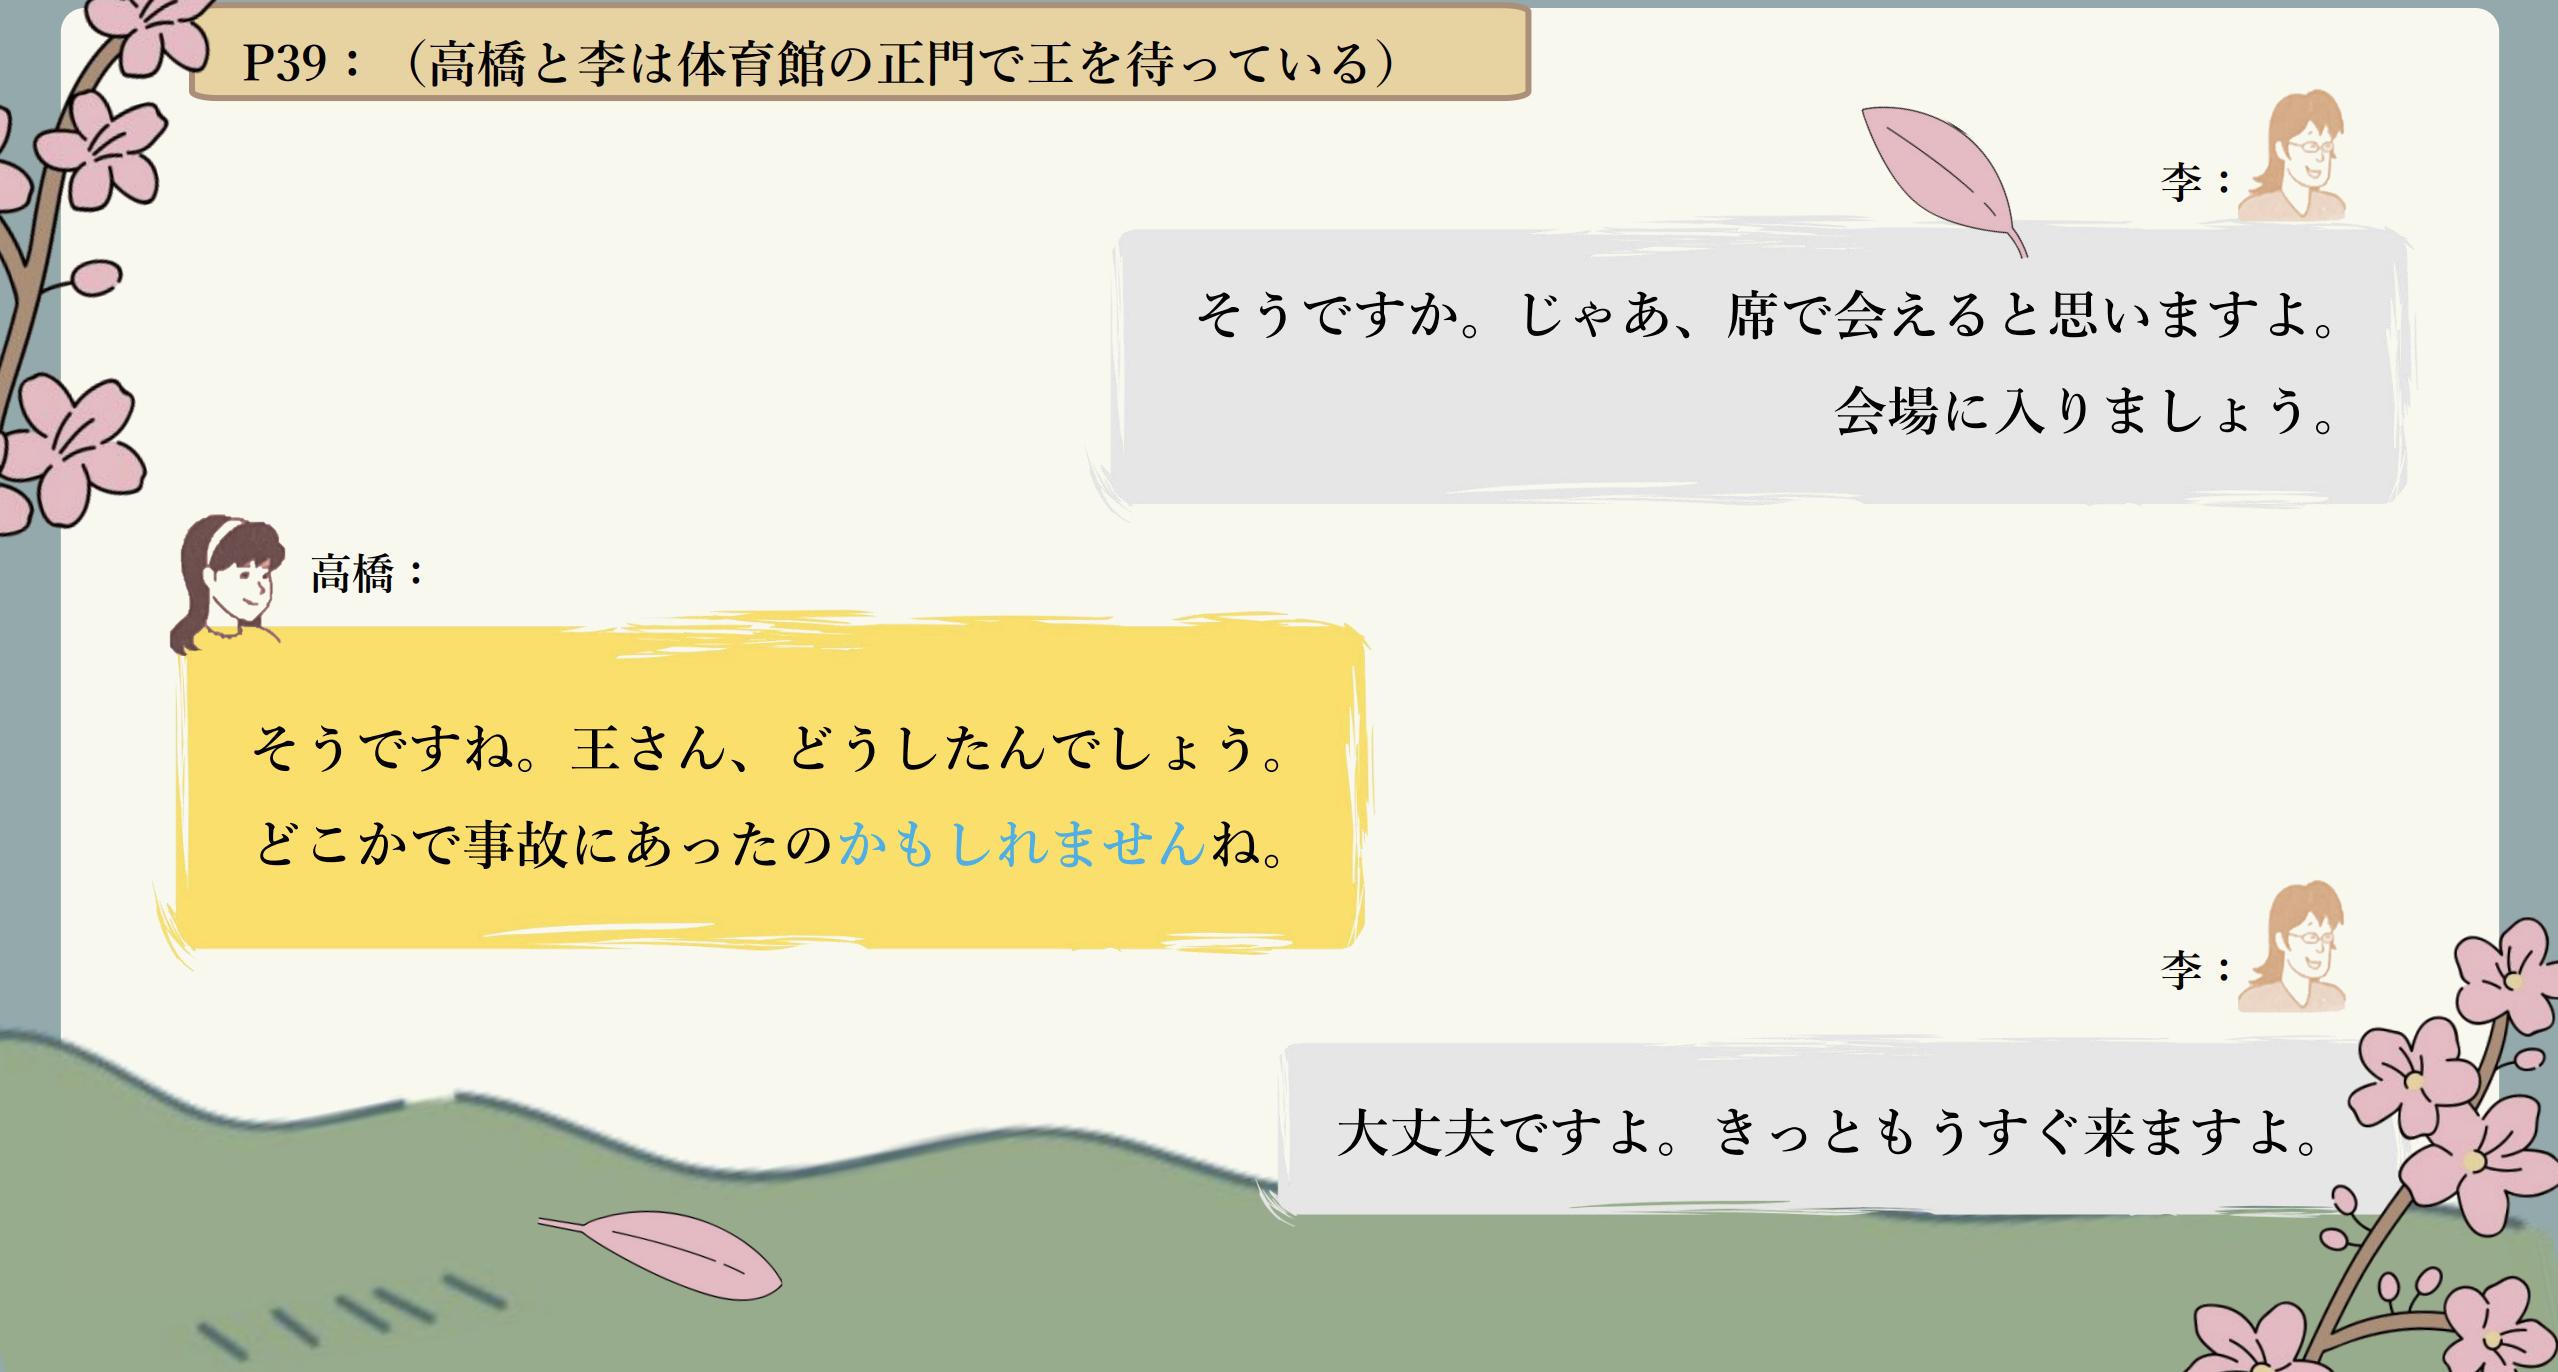 P39：（高橋と李は体育館の正門で王を待っている）
李：
そうですか。じゃあ、席で会えると思いますよ。
会場に入りましょう。
高橋：
そうですね。王さん、どうしたんでしょう。
どこかで事故にあったのかもしれませんね。
李：
大丈夫ですよ。きっともうすぐ来ますよ。